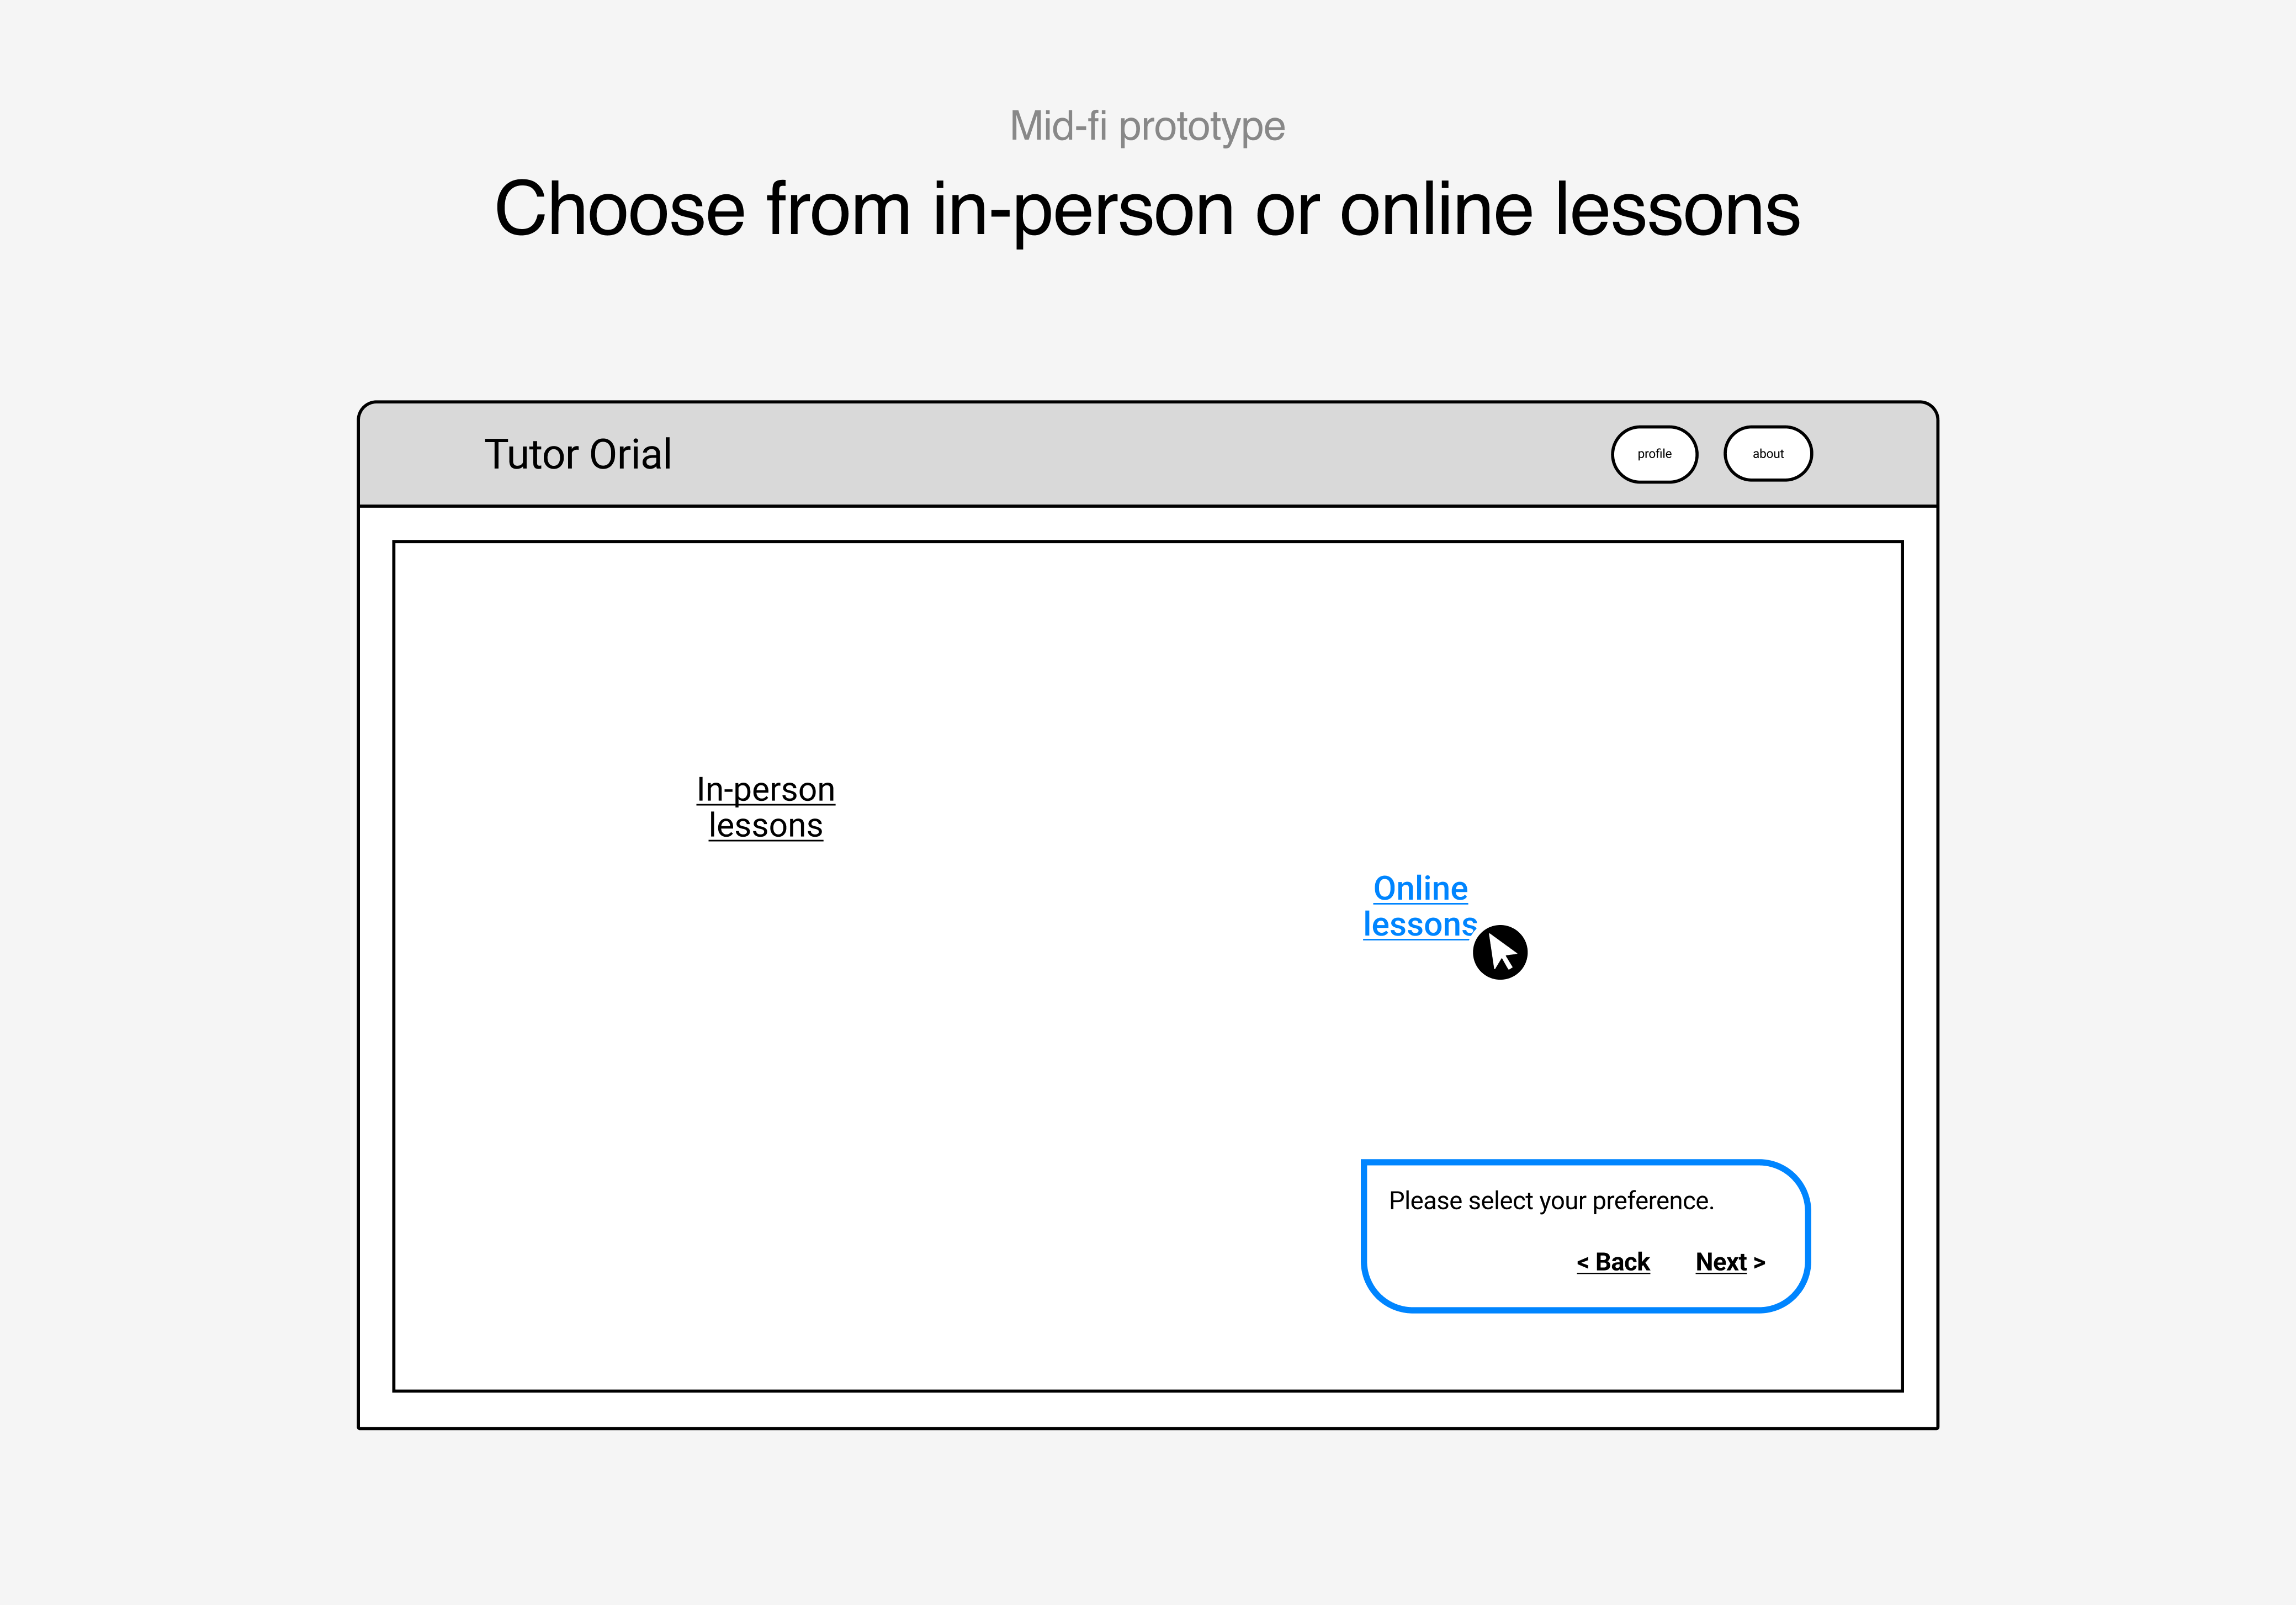 Mid-fi prototype
Choose from in-person or online lessons
Tutor Orial
profile
about
In-person
lessons
Online
lessons
Please select your preference.
< Back
Next >